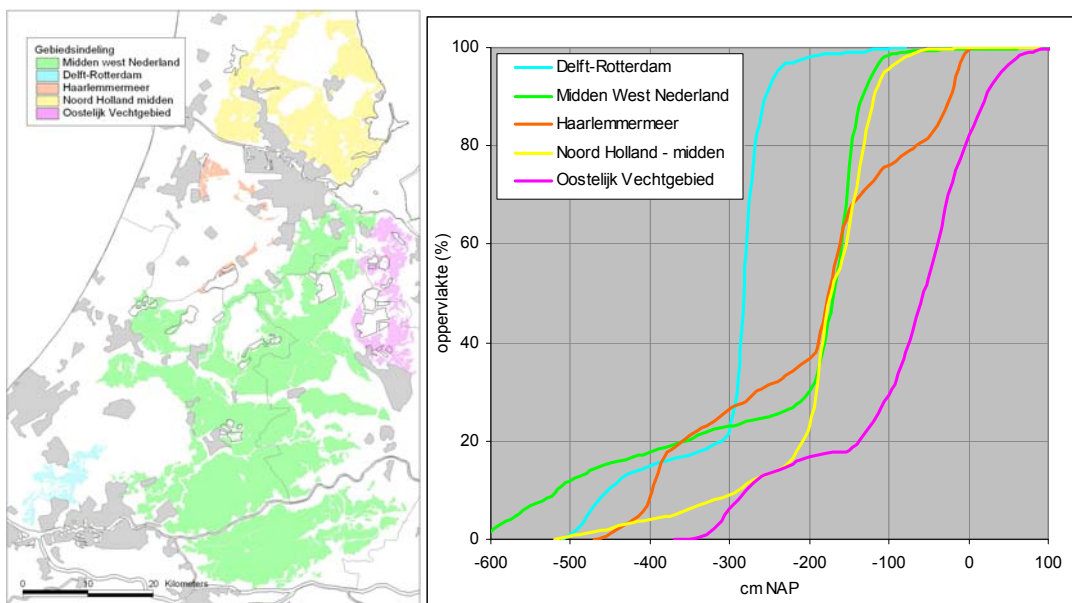 Gebiedsindeling
Midden west Nederland
Delft-Rotterdam
Haarlemmermeer
Noord Holland midden
Oostelijk Vechtgebied
0 10 20 Kilometers
Delft-Rotterdam
Midden West Nederland
Haarlemmermeer
Noord Holland - midden
Oostelijk Vechtgebied
oppervlakte (%)
100
80
60
40
20
0
-600 -500 -400 -300 -200 -100 0 100
cm NAP